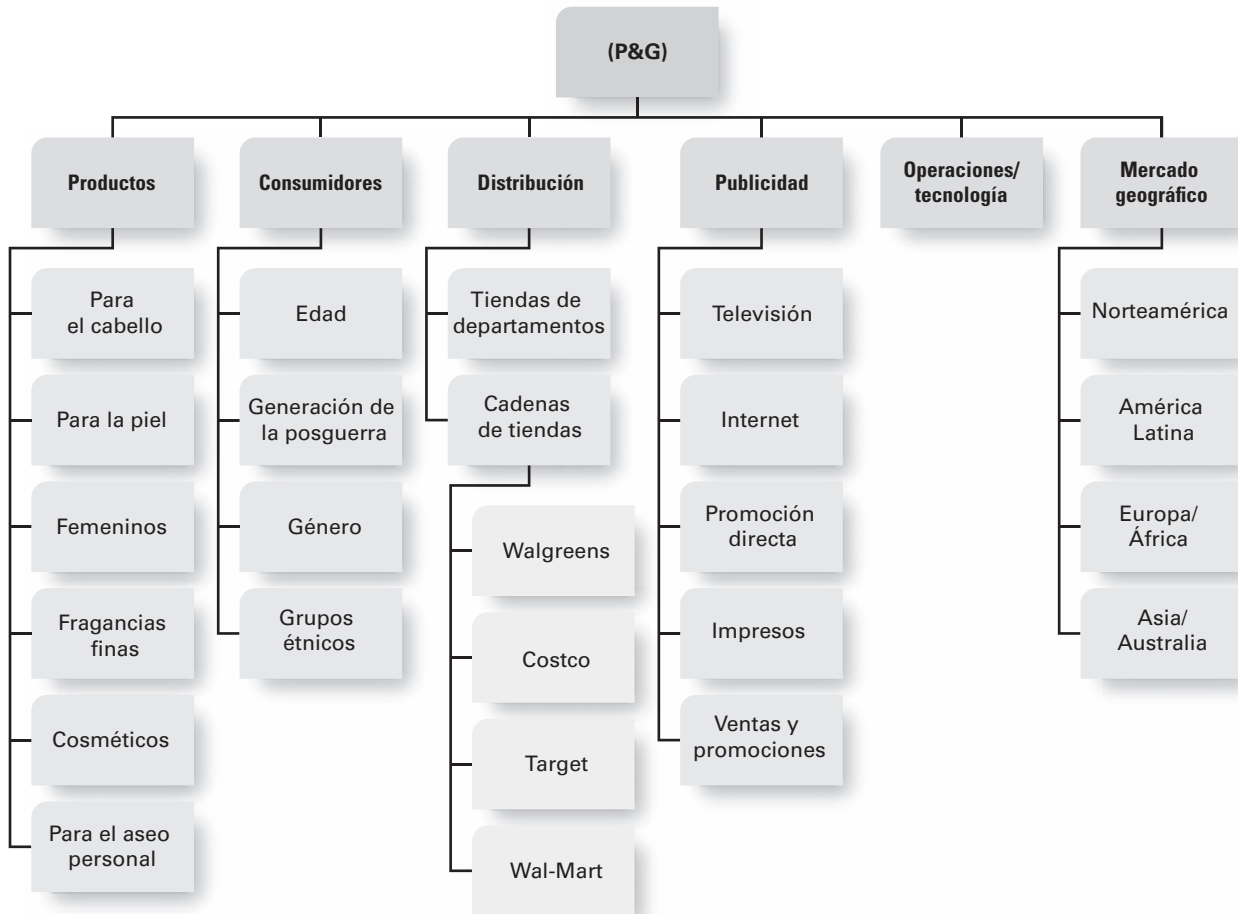 (P&G)
Productos
Consumidores
Distribución
Publicidad
Operaciones/
tecnología
Mercado
geográfico
Para
el cabello
Para la piel
Femeninos
Fragancias
finas
Cosméticos
Para el aseo
personal
Edad
Generación de
la posguerra
Género
Grupos
étnicos
Tiendas de
departamentos
Cadenas
de tiendas
Walgreens
Costco
Target
Wal-Mart
Televisión
Internet
Promoción
directa
Impresos
Ventas y
promociones
Norteamérica
América
Latina
Europa/
África
Asia/
Australia